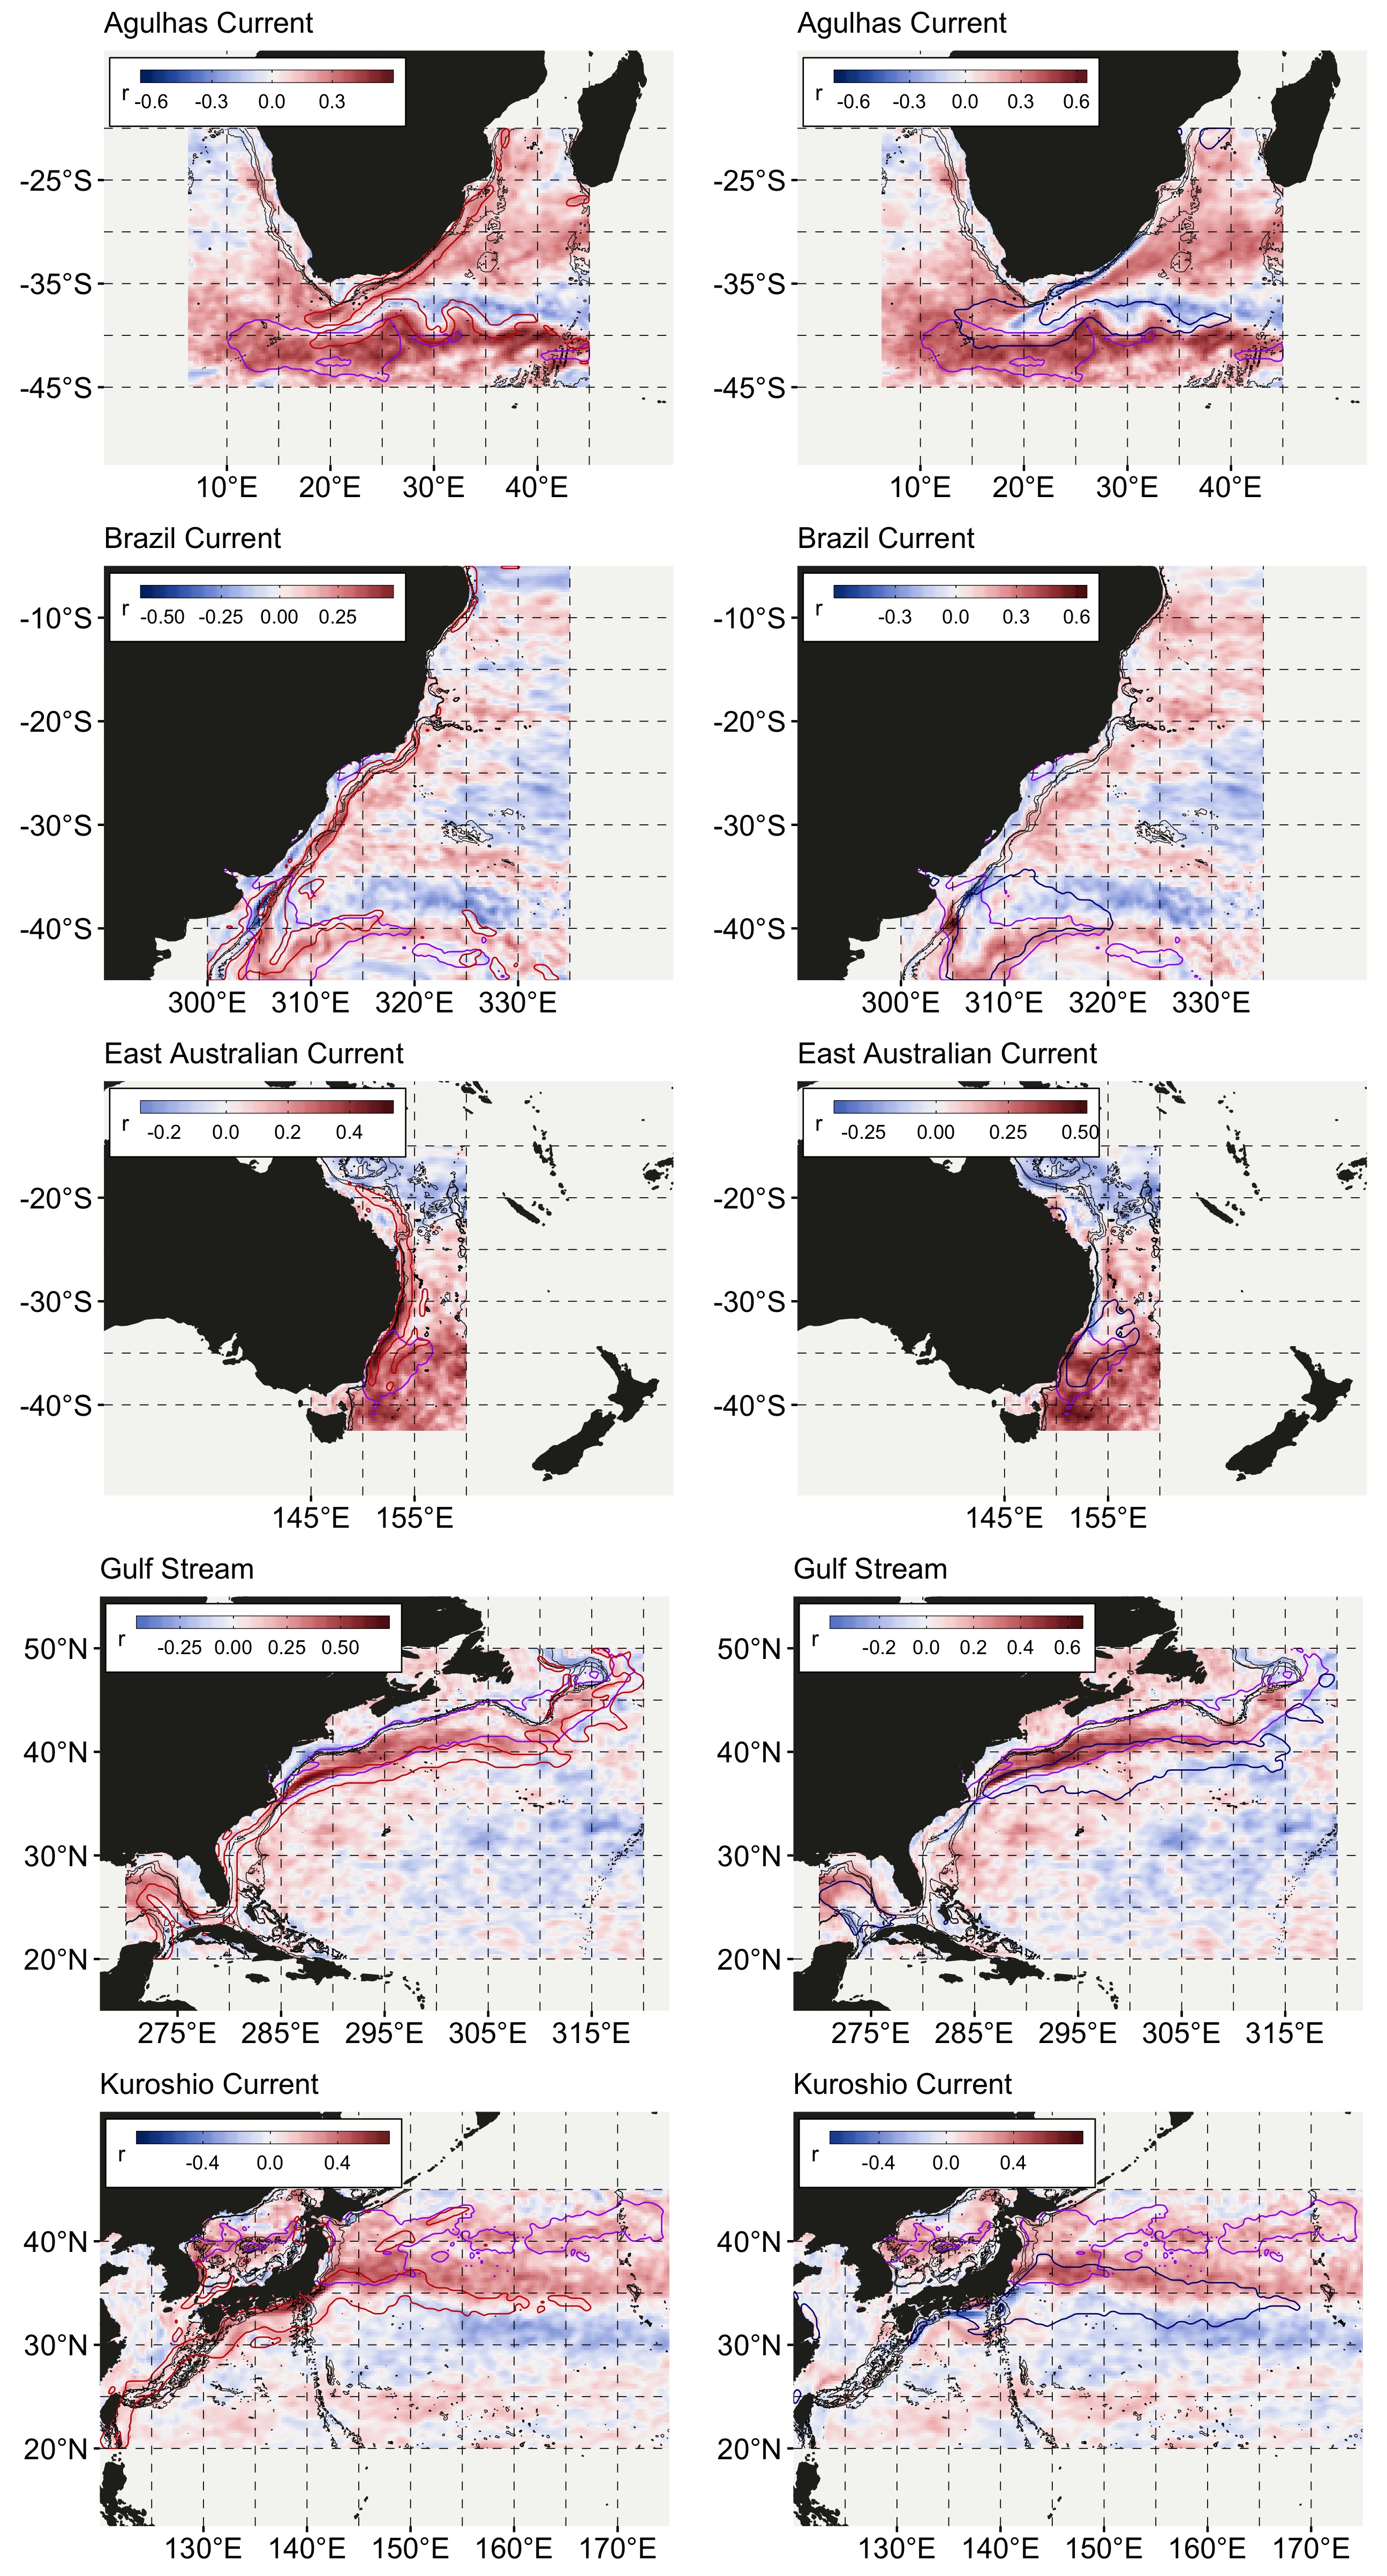 Agulhas Current
Agulhas Current
r -0.6 -0.3 0.0 0.3
r -0.6 -0.3 0.0 0.3 0.6
-25°S
-25°S
-35°S
-35°S
-45°S
-45°S
10°E 20°E 30°E 40°E
10°E 20°E 30°E 40°E
Brazil Current
Brazil Current
r -0.50 -0.25 0.00 0.25
r -0.3 0.0 0.3 0.6
-10°S
-10°S
-20°S
-20°S
-30°S
-30°S
-40°S
-40°S
300°E 310°E 320°E 330°E
300°E 310°E 320°E 330°E
East Australian Current
East Australian Current
r -0.2 0.0 0.2 0.4
r -0.25 0.00 0.25 0.50
-20°S
-20°S
-30°S
-30°S
-40°S
-40°S
145°E 155°E
145°E 155°E
Gulf Stream
Gulf Stream
r -0.25 0.00 0.25 0.50
r -0.2 0.0 0.2 0.4 0.6
50°N
50°N
40°N
40°N
30°N
30°N
20°N
20°N
275°E 285°E 295°E 305°E 315°E
275°E 285°E 295°E 305°E 315°E
Kuroshio Current
Kuroshio Current
r -0.4 0.0 0.4
r -0.4 0.0 0.4
40°N
40°N
30°N
30°N
20°N
20°N
130°E 140°E 150°E 160°E 170°E
130°E 140°E 150°E 160°E 170°E